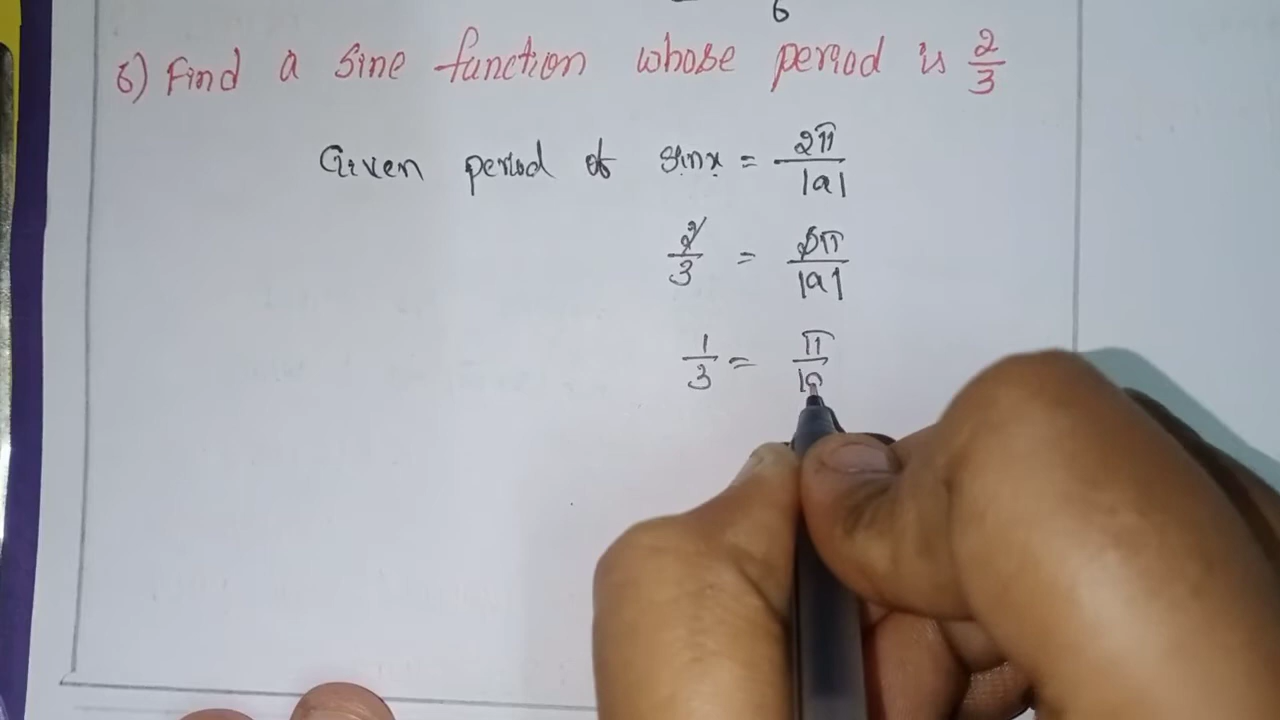 6
6) Find a sine function whose period is 2/3
Given period of sinx = 2π/|a|
2/3 = 2π/|a|
1/3 = π/|a